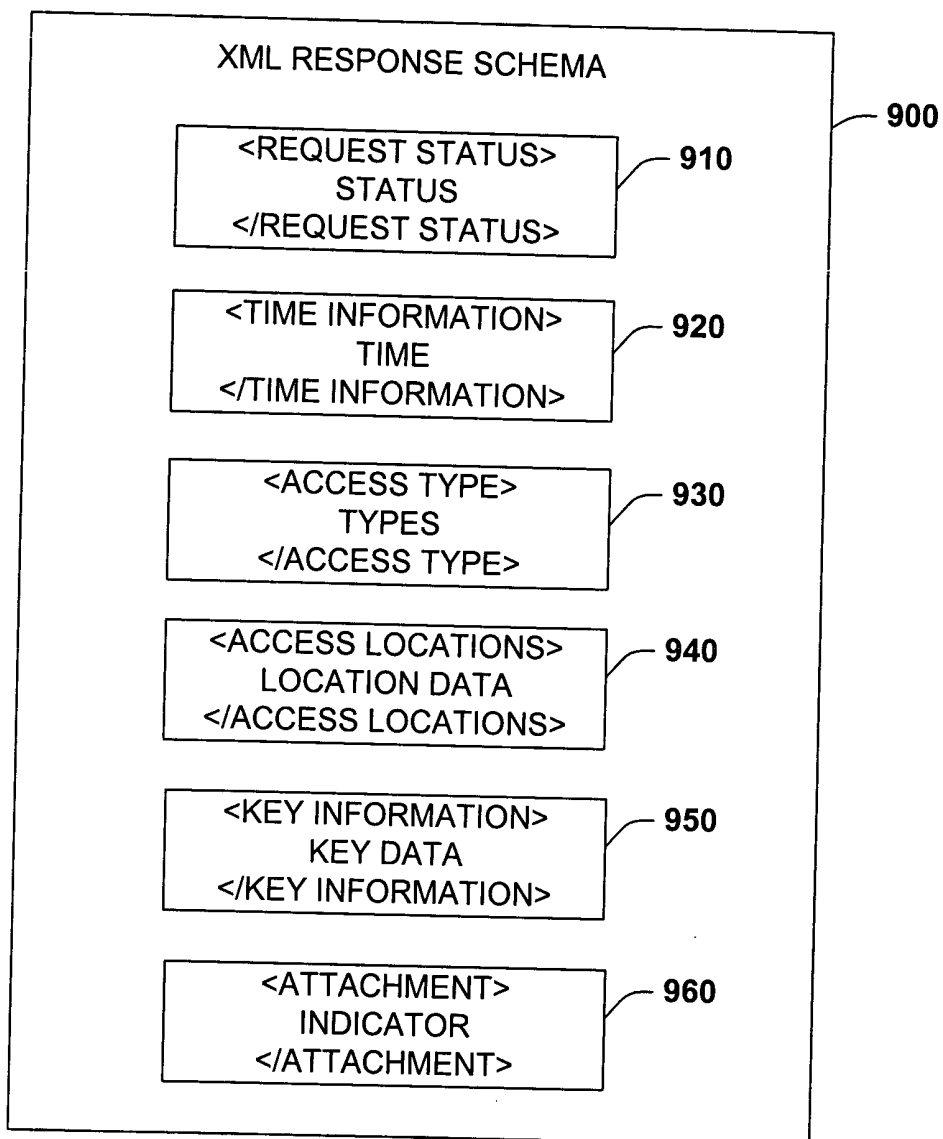 XML RESPONSE SCHEMA
900
<REQUEST STATUS>
STATUS
</REQUEST STATUS>
910
<TIME INFORMATION>
TIME
</TIME INFORMATION>
920
<ACCESS TYPE>
TYPES
</ACCESS TYPE>
930
<ACCESS LOCATIONS>
LOCATION DATA
</ACCESS LOCATIONS>
940
<KEY INFORMATION>
KEY DATA
</KEY INFORMATION>
950
<ATTACHMENT>
INDICATOR
</ATTACHMENT>
960